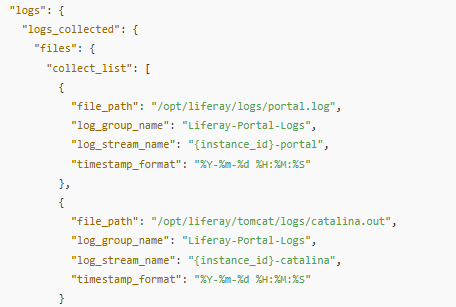 "logs": {
"logs_collected": {
"files": {
"collect_list": [
{
"file_path": "/opt/liferay/logs/portal.log",
"log_group_name": "Liferay-Portal-Logs",
"log_stream_name": "{instance_id}-portal",
"timestamp_format": "%Y-%m-%d %H:%M:%S"
},
{
"file_path": "/opt/liferay/tomcat/logs/catalina.out",
"log_group_name": "Liferay-Portal-Logs",
"log_stream_name": "{instance_id}-catalina",
"timestamp_format": "%Y-%m-%d %H:%M:%S"
}